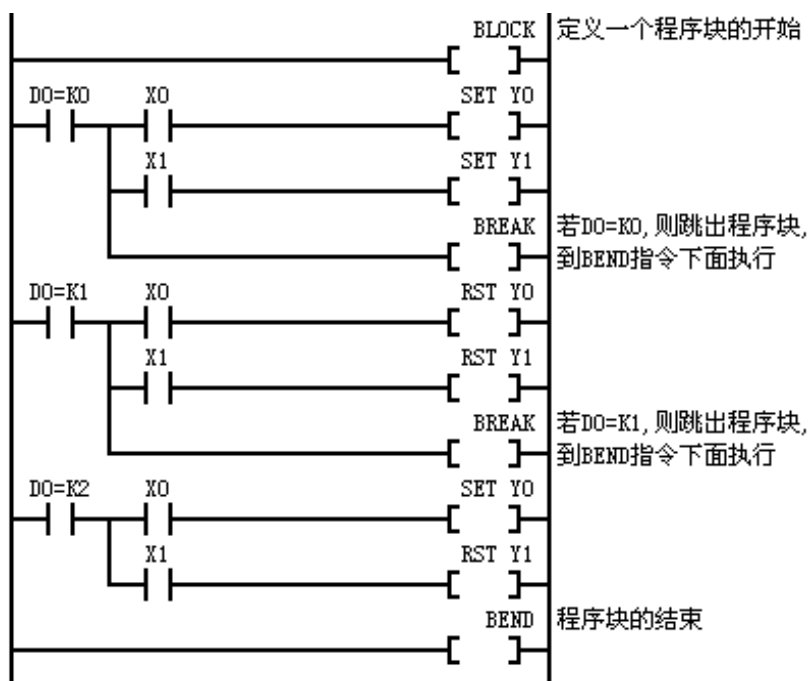 BLOCK 定义一个程序块的开始
D0=K0 X0 SET Y0
X1 SET Y1
BREAK 若D0=K0,则跳出程序块,
到BEND指令下面执行
D0=K1 X0 RST Y0
X1 RST Y1
BREAK 若D0=K1,则跳出程序块,
到BEND指令下面执行
D0=K2 X0 SET Y0
X1 RST Y1
BEND 程序块的结束